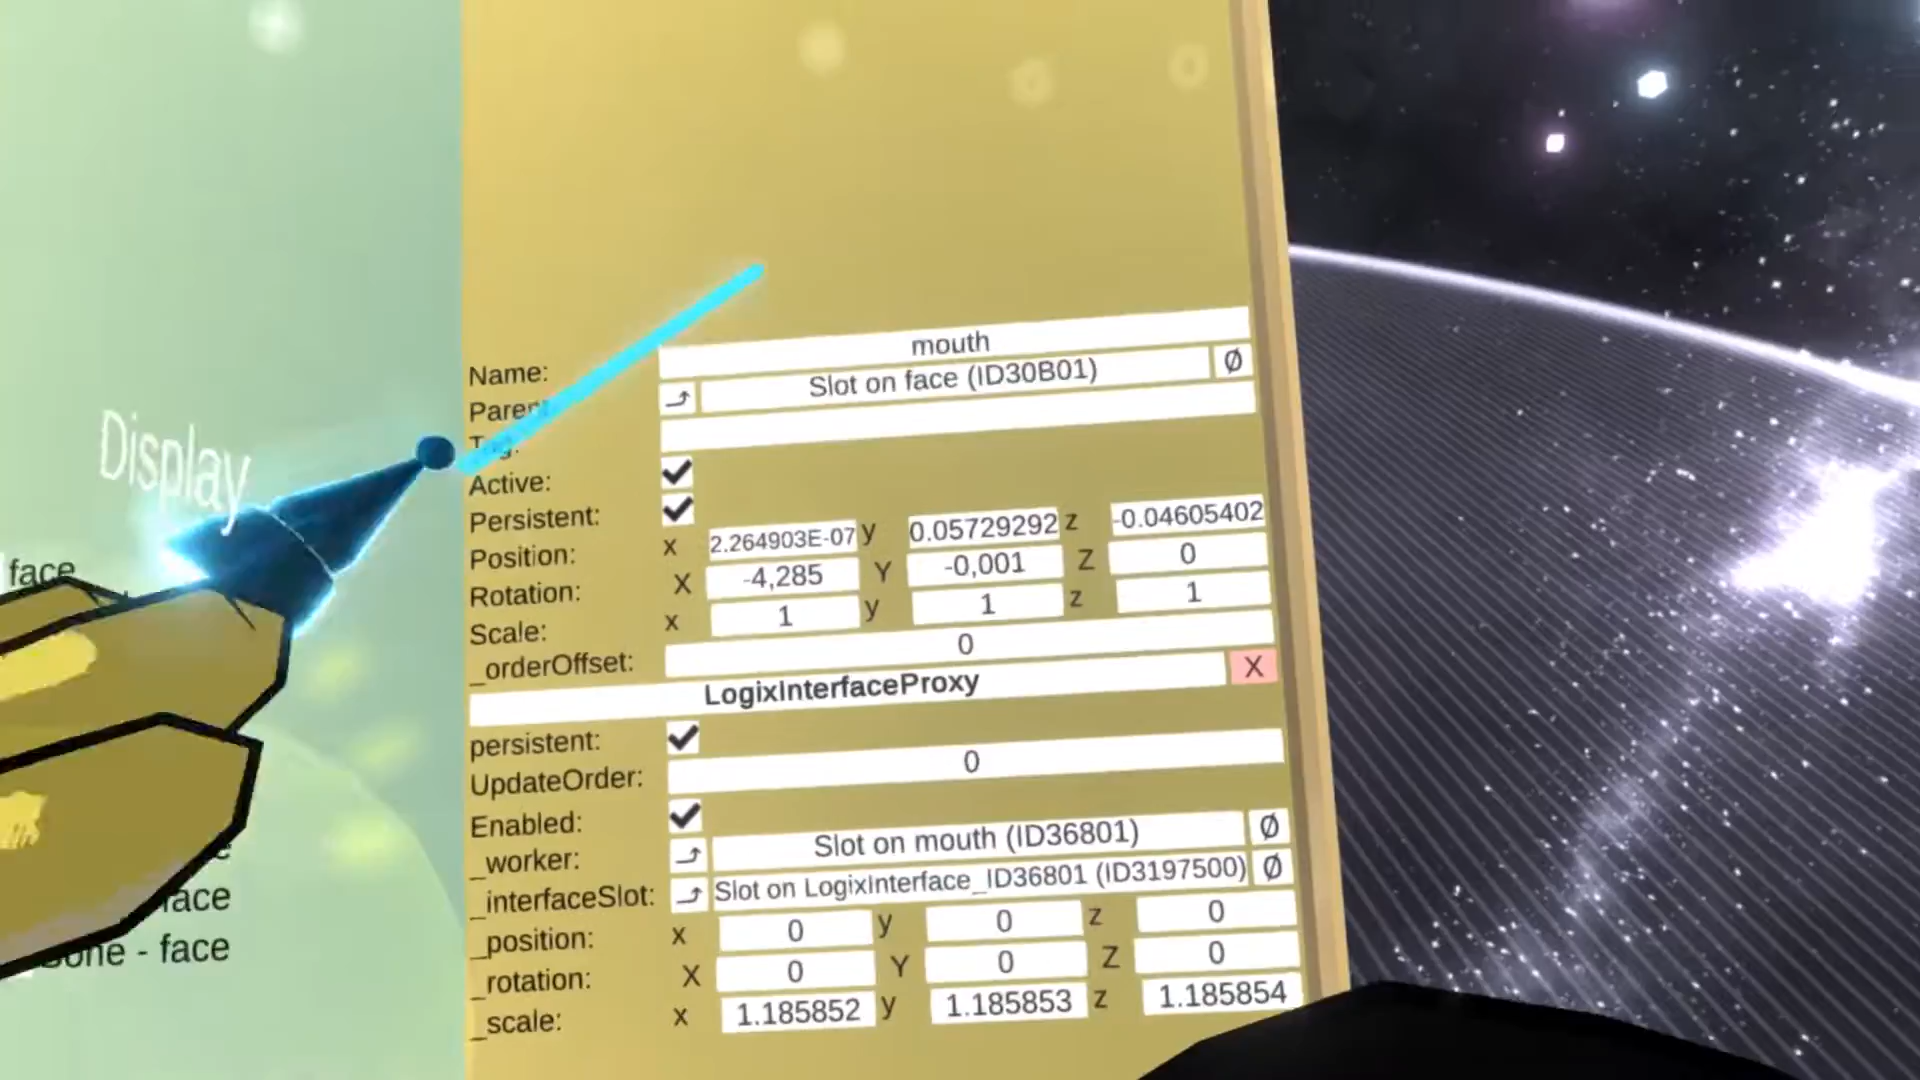 Display
face
face
Bone - face
Name: mouth
Parent: Slot on face (ID30B01) Ø
Tag:
Active:
Persistent:
Position: x 2.264903E-07 y 0.05729292 z -0.04605402
Rotation: X -4,285 Y -0,001 Z 0
Scale: x 1 y 1 z 1
_orderOffset: 0
LogixInterfaceProxy X
persistent:
UpdateOrder: 0
Enabled:
_worker: Slot on mouth (ID36801) Ø
_interfaceSlot: Slot on LogixInterface_ID36801 (ID3197500) Ø
_position: x 0 y 0 z 0
_rotation: X 0 Y 0 Z 0
_scale: x 1.185852 y 1.185853 z 1.185854